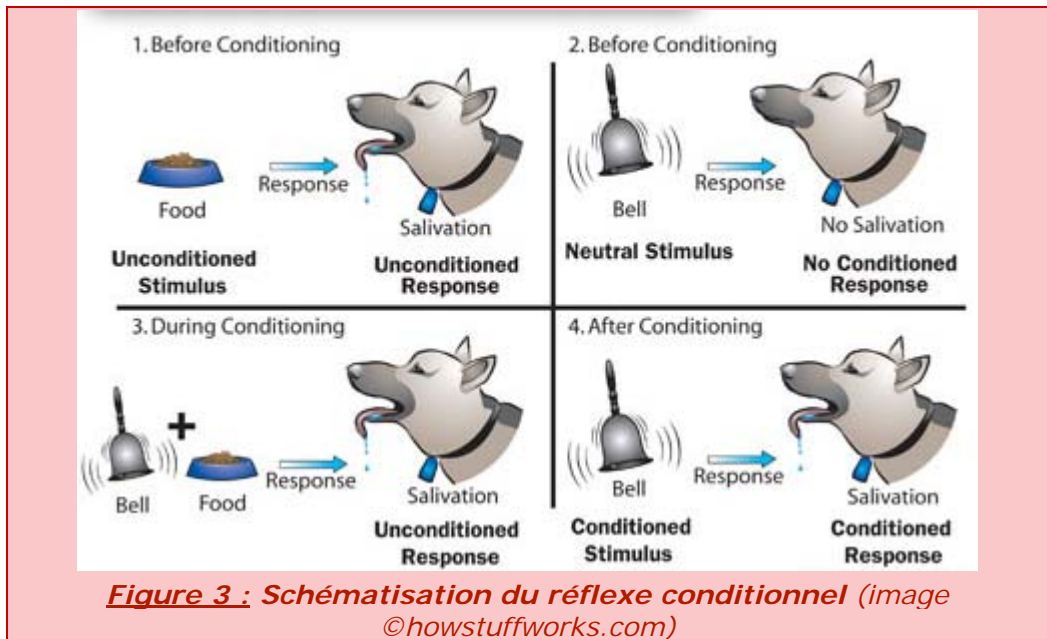 1. Before Conditioning
Food
Response
Salivation
Unconditioned
Stimulus
Unconditioned
Response
2. Before Conditioning
Bell
Response
No Salivation
Neutral Stimulus
No Conditioned
Response
3. During Conditioning
+
Bell
Food
Response
Salivation
Unconditioned
Response
4. After Conditioning
Bell
Response
Salivation
Conditioned
Stimulus
Conditioned
Response
Figure 3 : Schématisation du réflexe conditionnel (image
©howstuffworks.com)